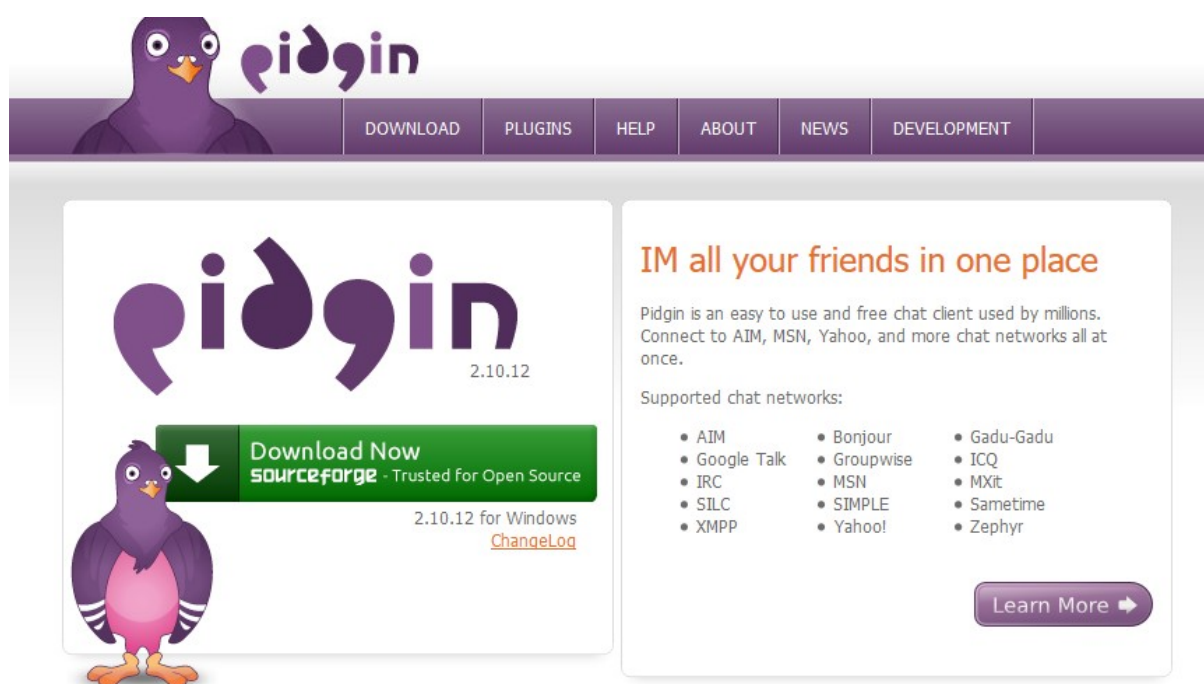 pidgin
DOWNLOAD PLUGINS HELP ABOUT NEWS DEVELOPMENT
pidgin
2.10.12
Download Now
sourceforge - Trusted for Open Source
2.10.12 for Windows
ChangeLog
IM all your friends in one place
Pidgin is an easy to use and free chat client used by millions.
Connect to AIM, MSN, Yahoo, and more chat networks all at
once.
Supported chat networks:
• AIM • Bonjour • Gadu-Gadu
• Google Talk • Groupwise • ICQ
• IRC • MSN • MXit
• SILC • SIMPLE • Sametime
• XMPP • Yahoo! • Zephyr
Learn More